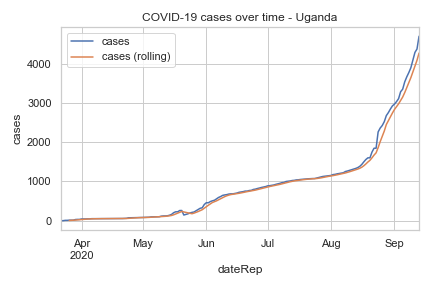 COVID-19 cases over time - Uganda
cases
cases (rolling)
4000
3000
2000
1000
0
cases
Apr
2020
May
Jun
Jul
Aug
Sep
dateRep